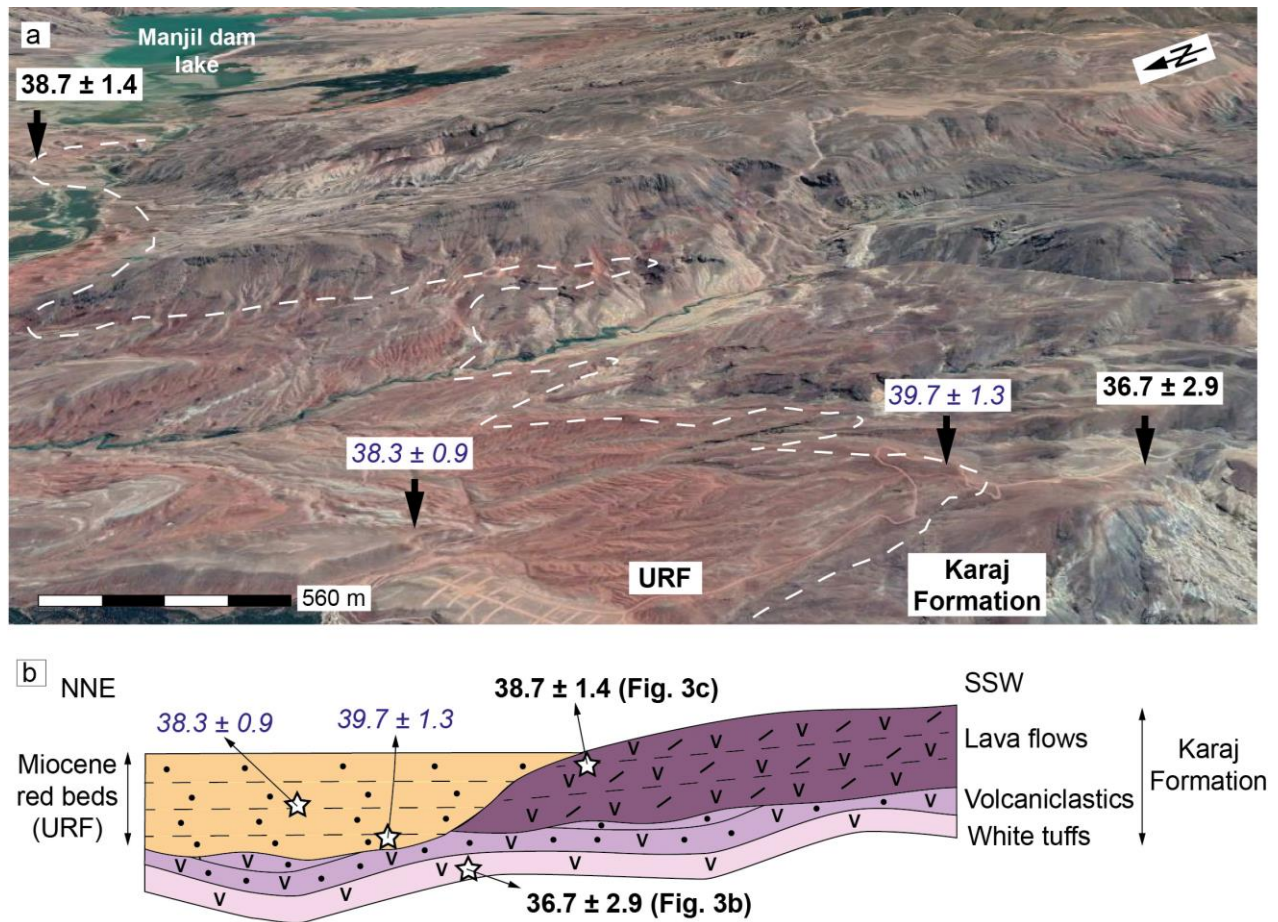 a
Manjil dam
lake
38.7 ± 1.4
N
39.7 ± 1.3
36.7 ± 2.9
38.3 ± 0.9
URF
Karaj
Formation
560 m
b
NNE
38.7 ± 1.4 (Fig. 3c)
SSW
38.3 ± 0.9
39.7 ± 1.3
Miocene
red beds
(URF)
Lava flows
Karaj
Formation
Volcaniclastics
White tuffs
36.7 ± 2.9 (Fig. 3b)